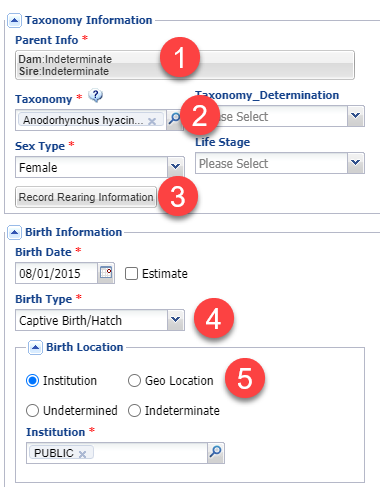 Taxonomy Information
Parent Info *
Dam:Indeterminate
Sire:Indeterminate
1
Taxonomy *
Taxonomy_Determination
Anodorhynchus hyacin...
2
ease Select
Sex Type *
Life Stage
Female
Please Select
Record Rearing Information
3
Birth Information
Birth Date *
08/01/2015
Estimate
Birth Type *
Captive Birth/Hatch
4
Birth Location
Institution
Geo Location
5
Undetermined
Indeterminate
Institution *
PUBLIC